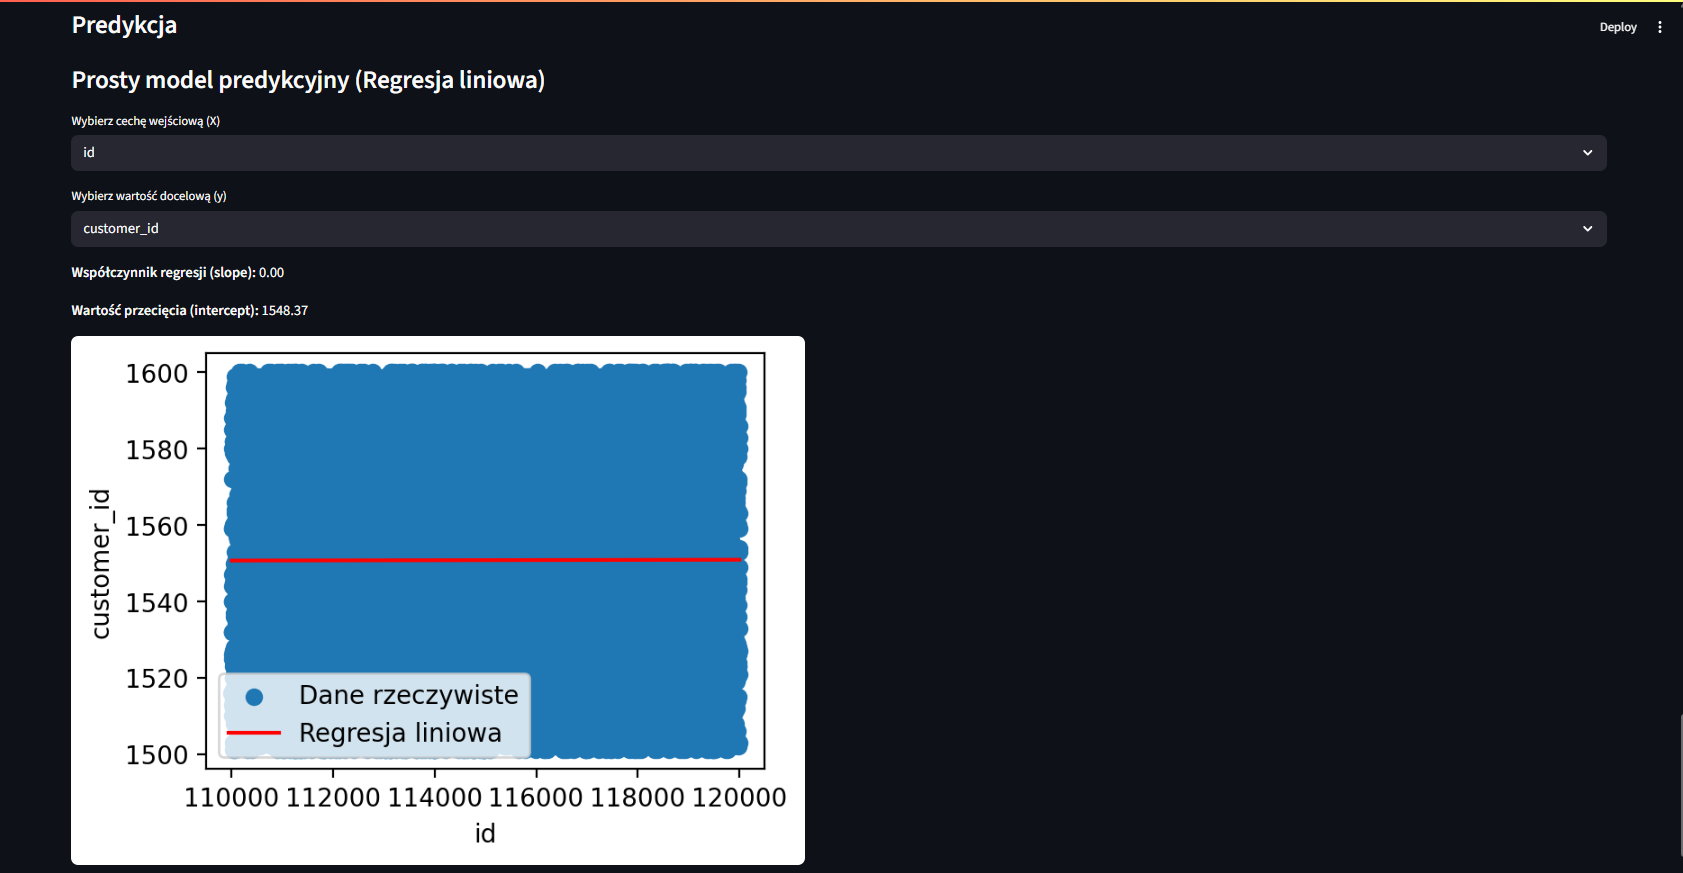 Predykcja
Deploy
Prosty model predykcyjny (Regresja liniowa)
Wybierz cechę wejściową (X)
id
Wybierz wartość docelową (y)
customer_id
Współczynnik regresji (slope): 0.00
Wartość przecięcia (intercept): 1548.37
1600
1580
1560
1540
1520
1500
customer_id
Dane rzeczywiste
Regresja liniowa
110000 112000 114000 116000 118000 120000
id